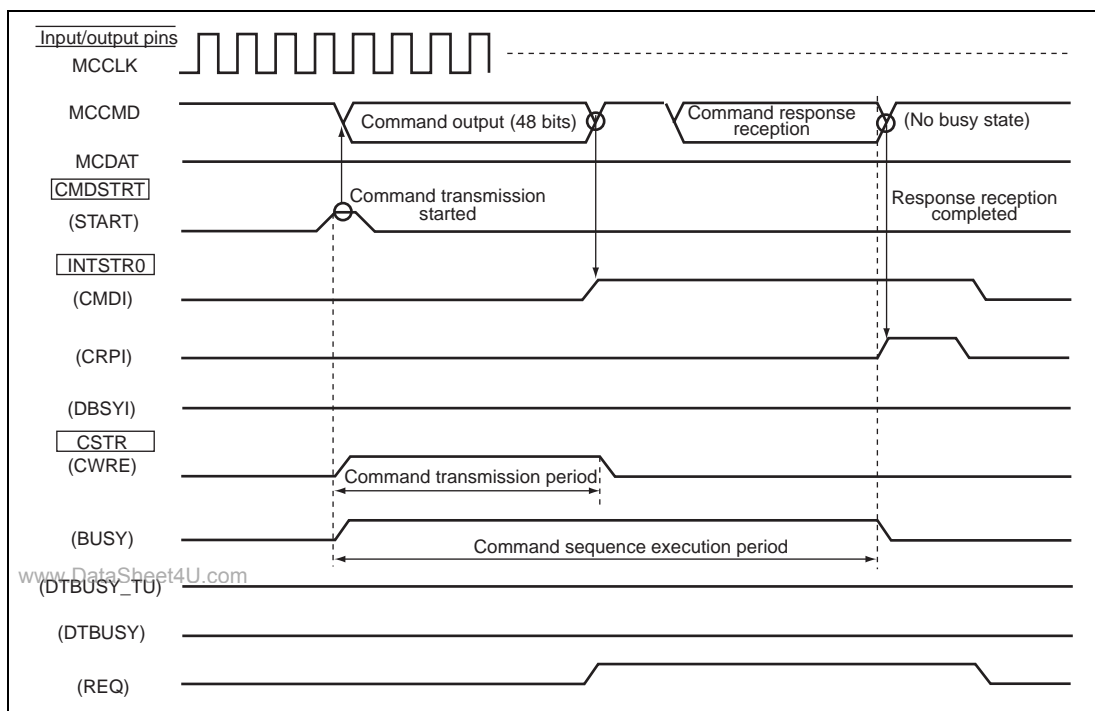 Input/output pins
MCCLK
MCCMD
Command output (48 bits)
Command response
reception
(No busy state)
MCDAT
CMDSTRT
(START)
Command transmission
started
Response reception
completed
INTSTR0
(CMDI)
(CRPI)
(DBSYI)
CSTR
(CWRE)
Command transmission period
(BUSY)
Command sequence execution period
www.DataSheet4U.com
(DTBUSY_TU)
(DTBUSY)
(REQ)